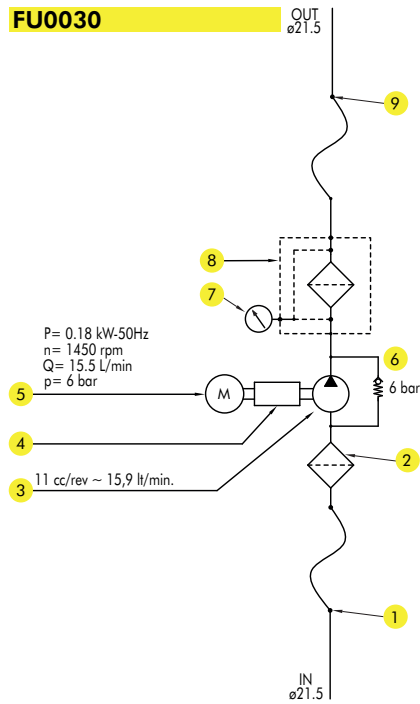 FU0030
OUT
ø21.5
9
8
7
P= 0.18 kW-50Hz
n= 1450 rpm
Q= 15.5 L/min
p= 6 bar
6
6 bar
5
M
4
2
3
11 cc/rev ~ 15,9 lt/min.
1
IN
ø21.5